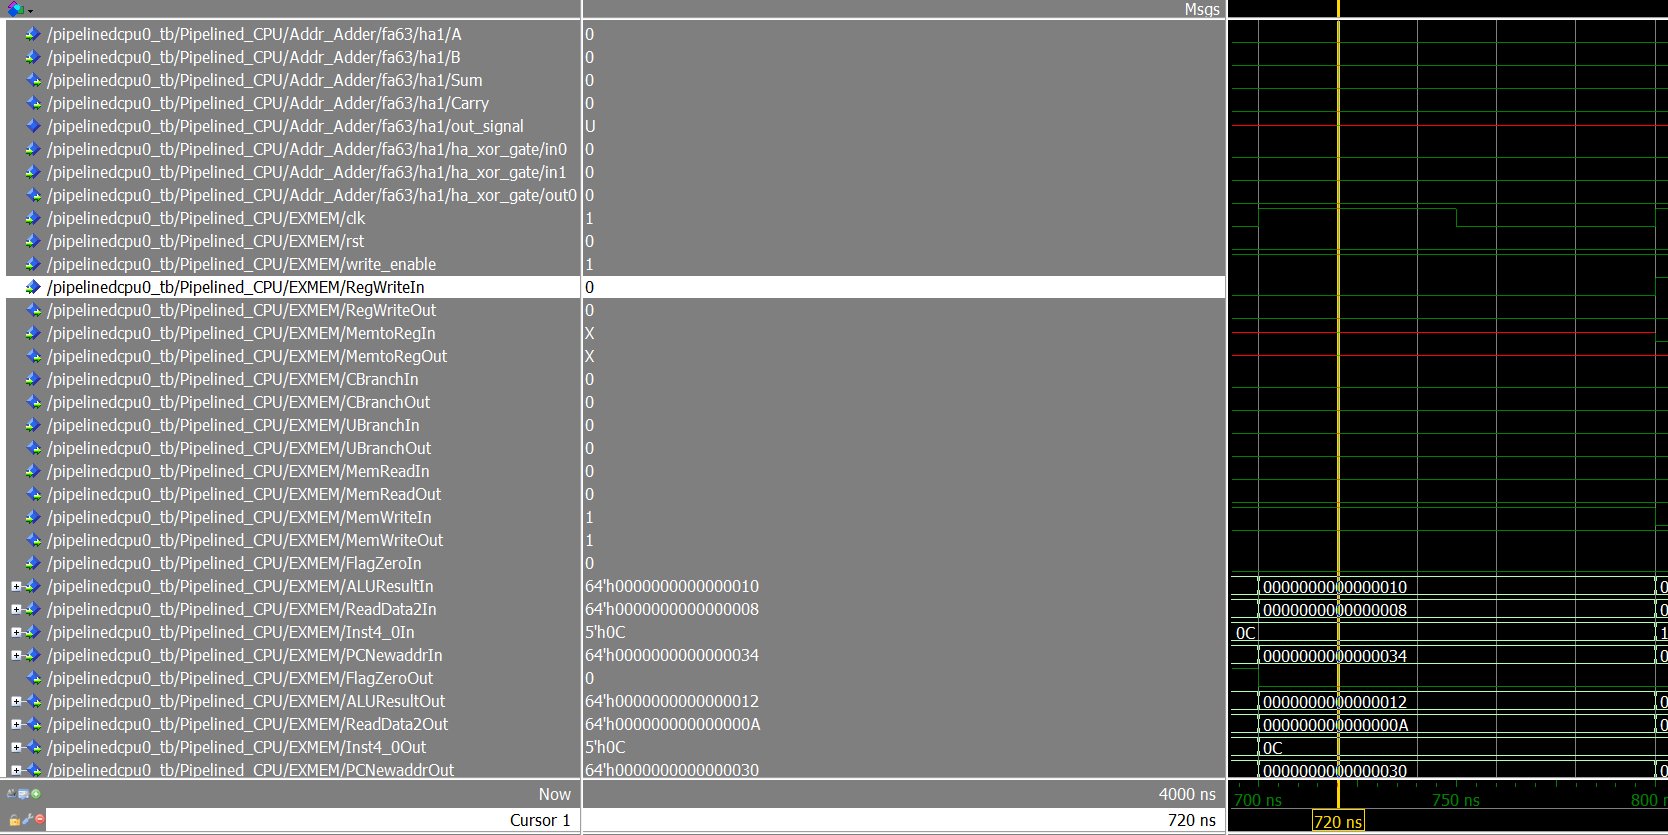 Msgs
/pipelinedcpu0_tb/Pipelined_CPU/Addr_Adder/fa63/ha1/A 0
/pipelinedcpu0_tb/Pipelined_CPU/Addr_Adder/fa63/ha1/B 0
/pipelinedcpu0_tb/Pipelined_CPU/Addr_Adder/fa63/ha1/Sum 0
/pipelinedcpu0_tb/Pipelined_CPU/Addr_Adder/fa63/ha1/Carry 0
/pipelinedcpu0_tb/Pipelined_CPU/Addr_Adder/fa63/ha1/out_signal U
/pipelinedcpu0_tb/Pipelined_CPU/Addr_Adder/fa63/ha1/ha_xor_gate/in0 0
/pipelinedcpu0_tb/Pipelined_CPU/Addr_Adder/fa63/ha1/ha_xor_gate/in1 0
/pipelinedcpu0_tb/Pipelined_CPU/Addr_Adder/fa63/ha1/ha_xor_gate/out0 0
/pipelinedcpu0_tb/Pipelined_CPU/EXMEM/clk 1
/pipelinedcpu0_tb/Pipelined_CPU/EXMEM/rst 0
/pipelinedcpu0_tb/Pipelined_CPU/EXMEM/write_enable 1
/pipelinedcpu0_tb/Pipelined_CPU/EXMEM/RegWriteIn 0
/pipelinedcpu0_tb/Pipelined_CPU/EXMEM/RegWriteOut 0
/pipelinedcpu0_tb/Pipelined_CPU/EXMEM/MemtoRegIn X
/pipelinedcpu0_tb/Pipelined_CPU/EXMEM/MemtoRegOut X
/pipelinedcpu0_tb/Pipelined_CPU/EXMEM/CBranchIn 0
/pipelinedcpu0_tb/Pipelined_CPU/EXMEM/CBranchOut 0
/pipelinedcpu0_tb/Pipelined_CPU/EXMEM/UBranchIn 0
/pipelinedcpu0_tb/Pipelined_CPU/EXMEM/UBranchOut 0
/pipelinedcpu0_tb/Pipelined_CPU/EXMEM/MemReadIn 0
/pipelinedcpu0_tb/Pipelined_CPU/EXMEM/MemReadOut 0
/pipelinedcpu0_tb/Pipelined_CPU/EXMEM/MemWriteIn 1
/pipelinedcpu0_tb/Pipelined_CPU/EXMEM/MemWriteOut 1
/pipelinedcpu0_tb/Pipelined_CPU/EXMEM/FlagZeroIn 0
/pipelinedcpu0_tb/Pipelined_CPU/EXMEM/ALUResultIn 64'h0000000000000010 0000000000000010 0
/pipelinedcpu0_tb/Pipelined_CPU/EXMEM/ReadData2In 64'h0000000000000008 0000000000000008 0
/pipelinedcpu0_tb/Pipelined_CPU/EXMEM/Inst4_0In 5'h0C 0C 1
/pipelinedcpu0_tb/Pipelined_CPU/EXMEM/PCNewaddrIn 64'h0000000000000034 0000000000000034 0
/pipelinedcpu0_tb/Pipelined_CPU/EXMEM/FlagZeroOut 0
/pipelinedcpu0_tb/Pipelined_CPU/EXMEM/ALUResultOut 64'h0000000000000012 0000000000000012 0
/pipelinedcpu0_tb/Pipelined_CPU/EXMEM/ReadData2Out 64'h000000000000000A 000000000000000A 0
/pipelinedcpu0_tb/Pipelined_CPU/EXMEM/Inst4_0Out 5'h0C 0C
/pipelinedcpu0_tb/Pipelined_CPU/EXMEM/PCNewaddrOut 64'h0000000000000030 0000000000000030 0
Now 4000 ns 700 ns 750 ns 800
Cursor 1 720 ns 720 ns